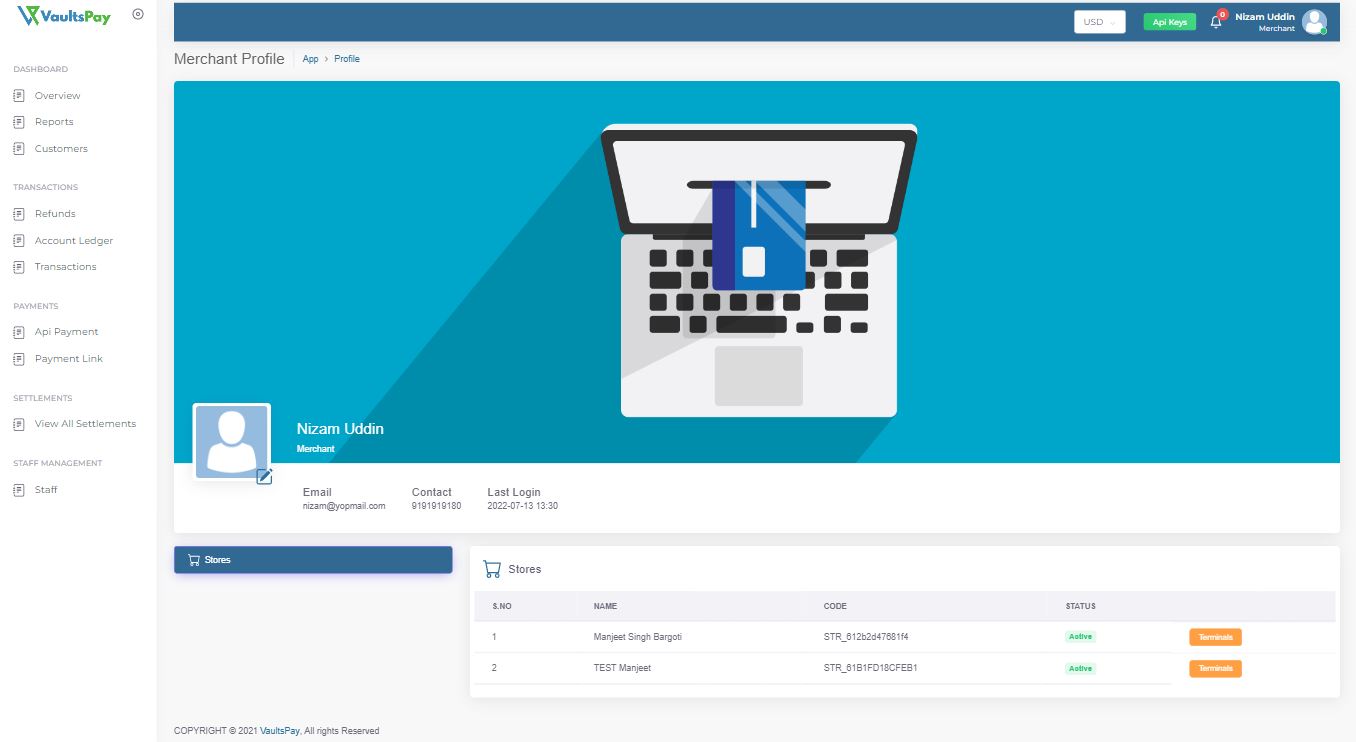 VaultsPay
USD
Api Keys
0
Nizam Uddin
Merchant
DASHBOARD
Overview
Reports
Customers
TRANSACTIONS
Refunds
Account Ledger
Transactions
PAYMENTS
Api Payment
Payment Link
SETTLEMENTS
View All Settlements
STAFF MANAGEMENT
Staff
Merchant Profile App > Profile
Nizam Uddin
Merchant
Email Contact Last Login
nizam@yopmail.com 9191919180 2022-07-13 13:30
Stores
Stores
S.NO NAME CODE STATUS
1 Manjeet Singh Bargoti STR_612b2d47681f4 Active Terminals
2 TEST Manjeet STR_61B1FD18CFEB1 Active Terminals
COPYRIGHT © 2021 VaultsPay, All rights Reserved